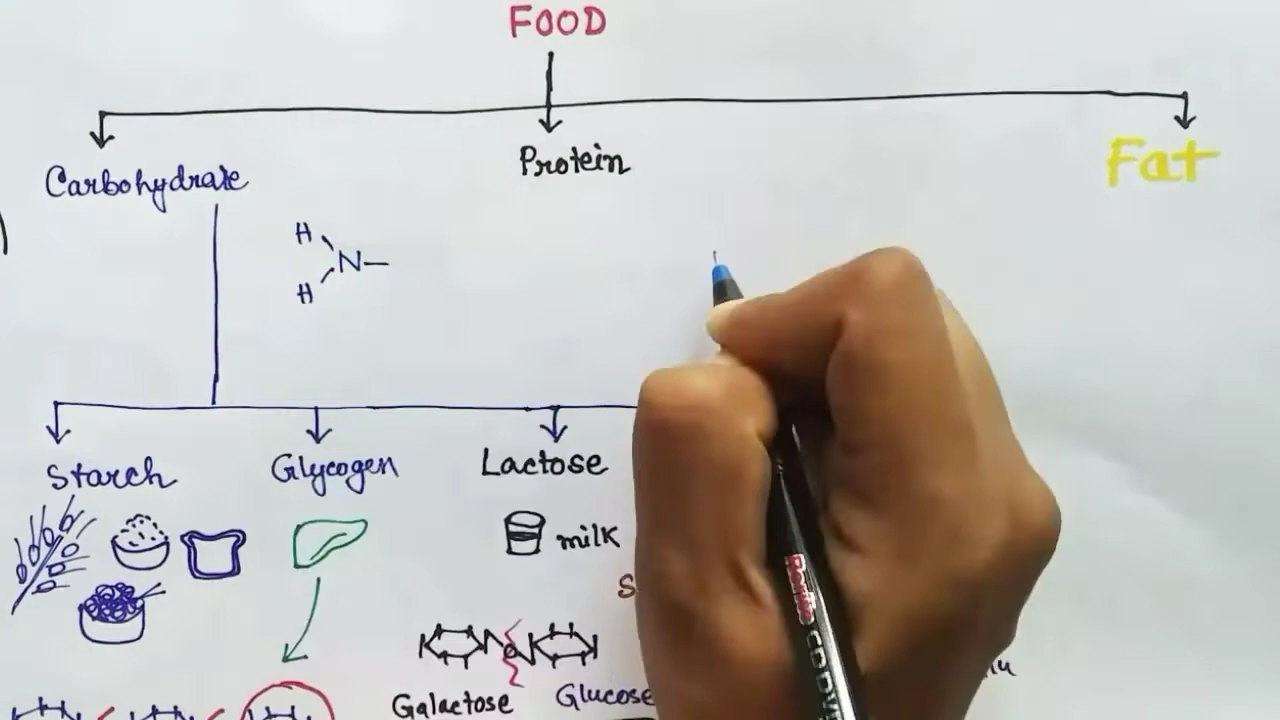 FOOD
Carbohydrate
Protein
Fat
H
N
H
Starch
Glycogen
Lactose
milk
S
Galactose
Glucose